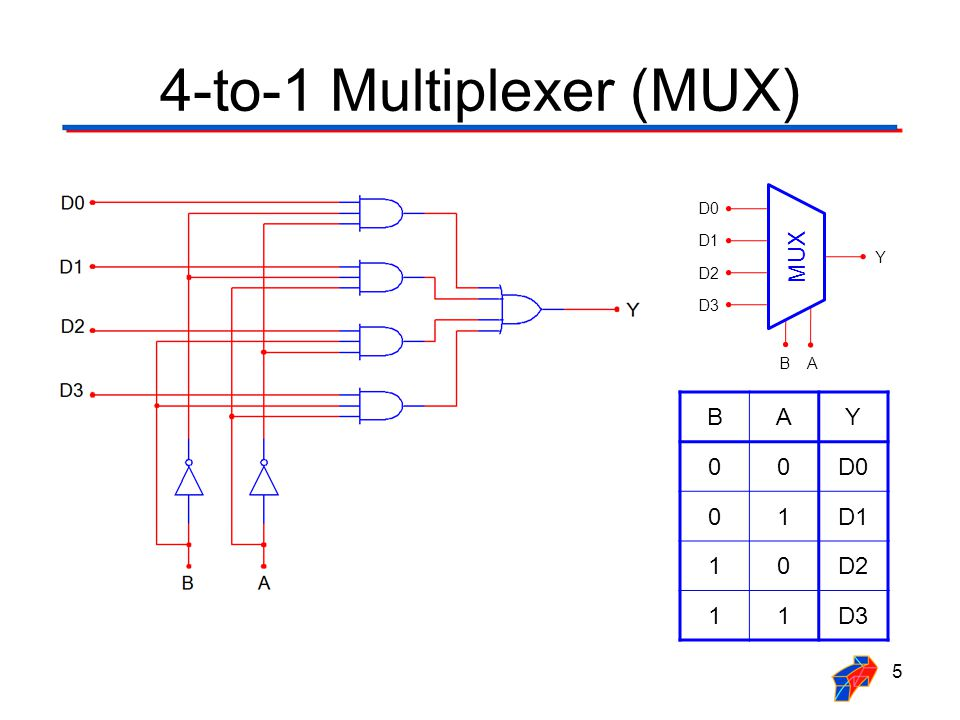 4-to-1 Multiplexer (MUX)
D0
D1
D2
D3
B A
Y
D0
D1
D2
D3
MUX
Y
B A
B A Y
0 0 D0
0 1 D1
1 0 D2
1 1 D3
5